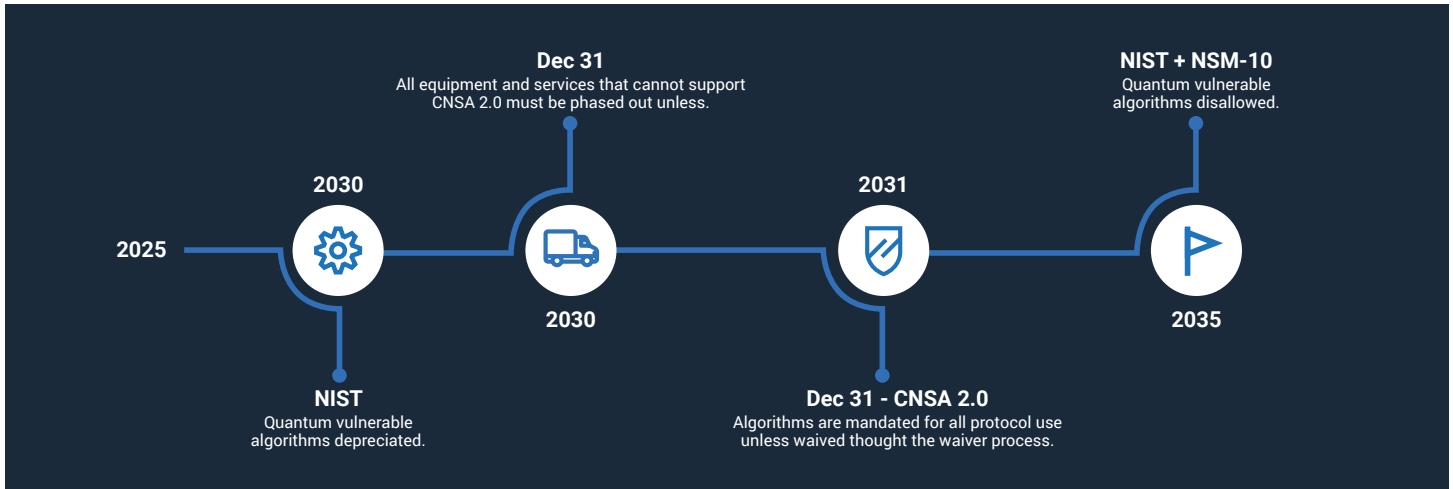 2025
2030
NIST
Quantum vulnerable
algorithms depreciated.
Dec 31
All equipment and services that cannot support
CNSA 2.0 must be phased out unless.
2030
2031
Dec 31 - CNSA 2.0
Algorithms are mandated for all protocol use
unless waived thought the waiver process.
NIST + NSM-10
Quantum vulnerable
algorithms disallowed.
2035